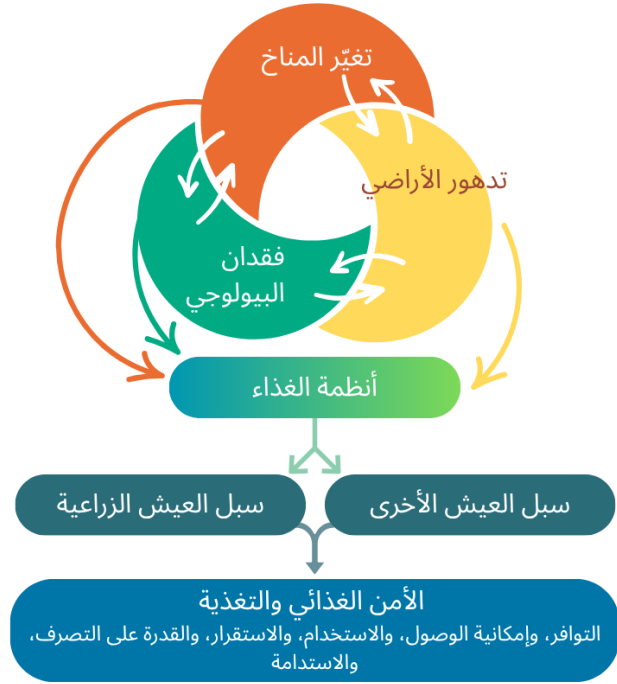 تغيّر المناخ
تدهور الأراضي
فقدان
البيولوجي
أنظمة الغذاء
سبل العيش الأخرى
سبل العيش الزراعية
الأمن الغذائي والتغذية
التوافر، وإمكانية الوصول، والاستخدام، والاستقرار، والقدرة على التصرف،
والاستدامة